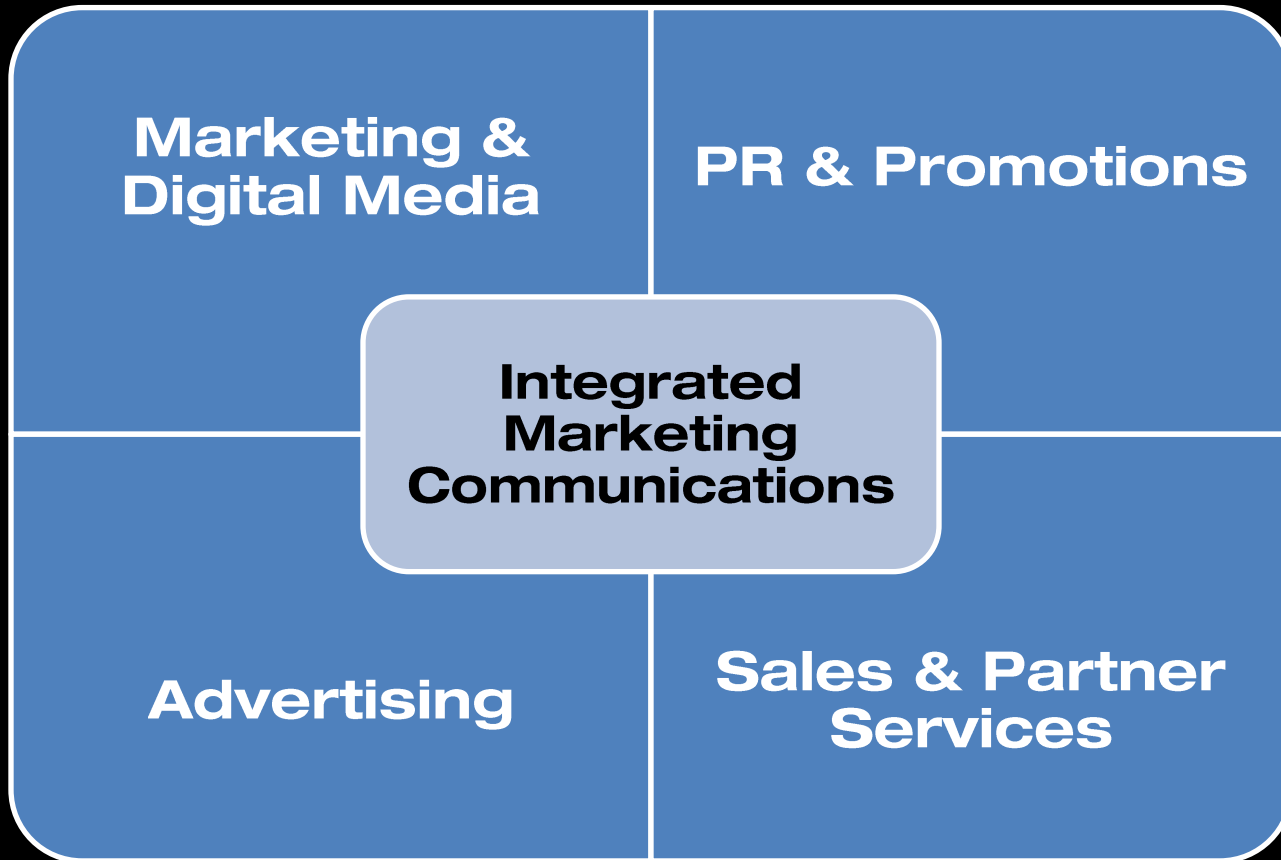 Marketing &
Digital Media
PR & Promotions
Integrated
Marketing
Communications
Advertising
Sales & Partner
Services